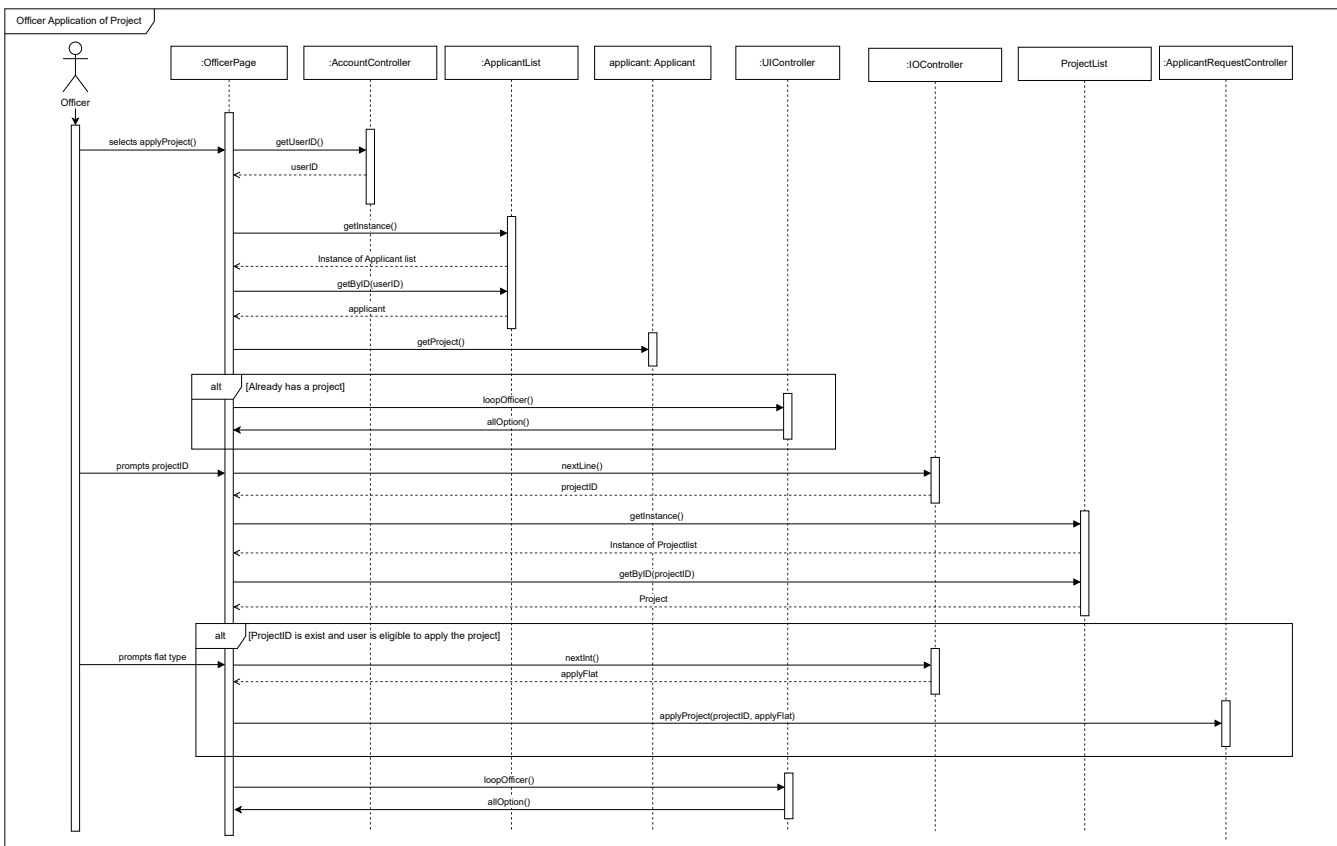 Officer Application of Project
:OfficerPage
:AccountController
:ApplicantList
applicant: Applicant
:UIController
:IOController
ProjectList
:ApplicantRequestController
Officer
selects applyProject()
getUserID()
userID
getInstance()
Instance of Applicant list
getByID(userID)
applicant
getProject()
alt
[Already has a project]
loopOfficer()
allOption()
prompts projectID
nextLine()
projectID
getInstance()
Instance of Projectlist
getByID(projectID)
Project
alt
[ProjectID is exist and user is eligible to apply the project]
prompts flat type
nextInt()
applyFlat
applyProject(projectID, applyFlat)
loopOfficer()
allOption()